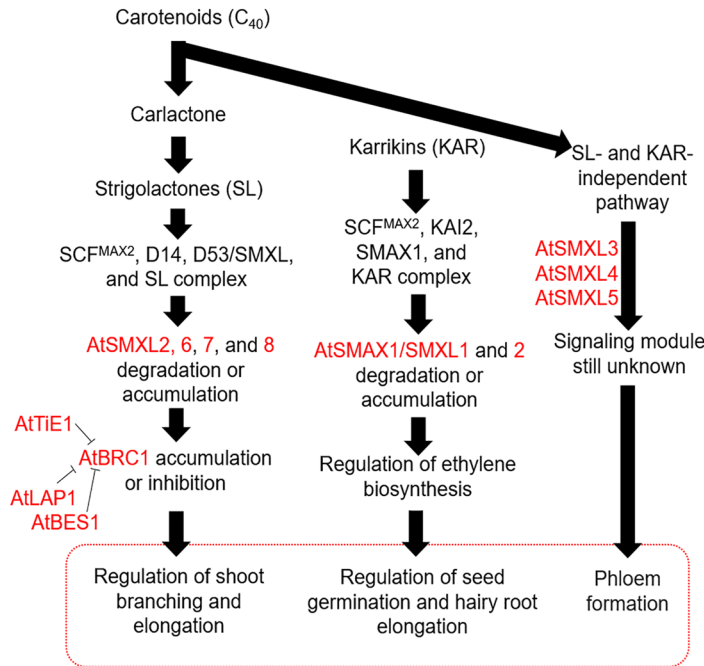 Carotenoids (C40)
Carlactone
Strigolactones (SL)
SCFMAX2, D14, D53/SMXL,
and SL complex
AtSMXL2, 6, 7, and 8
degradation or
accumulation
AtTiE1
AtBRC1 accumulation
or inhibition
AtLAP1
AtBES1
Regulation of shoot
branching and
elongation
Karrikins (KAR)
SCFMAX2, KAI2,
SMAX1, and
KAR complex
AtSMAX1/SMXL1 and 2
degradation or
accumulation
Regulation of ethylene
biosynthesis
Regulation of seed
germination and hairy root
elongation
SL- and KAR-
independent
pathway
AtSMXL3
AtSMXL4
AtSMXL5
Signaling module
still unknown
Phloem
formation